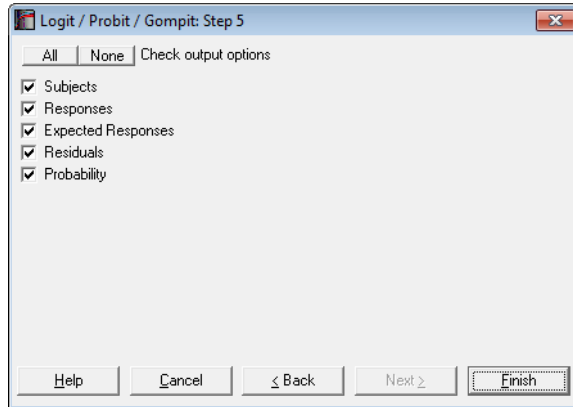 Logit / Probit / Gompit: Step 5
All None Check output options
Subjects
Responses
Expected Responses
Residuals
Probability
Help Cancel < Back Next > Finish